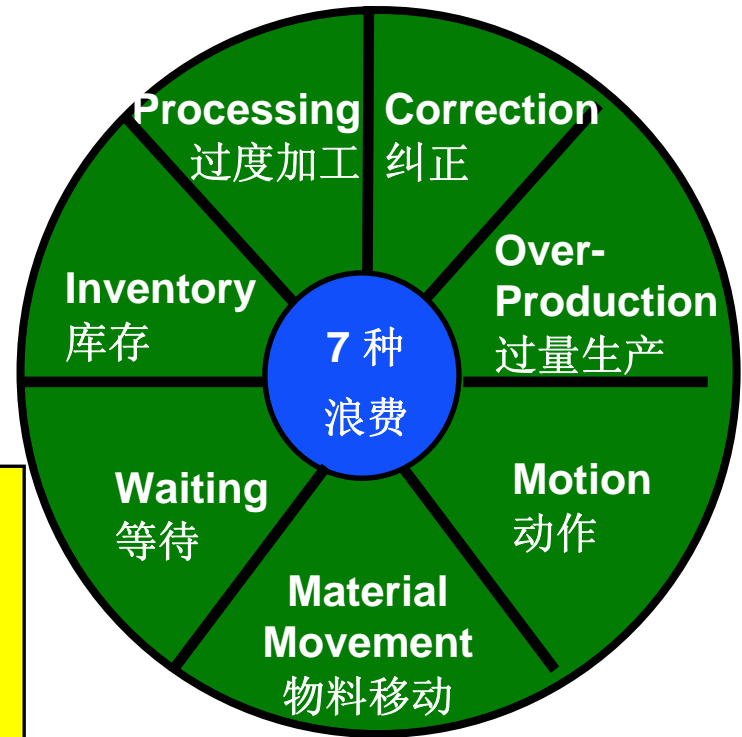 Processing
过度加工
Correction
纠正
Over-
Production
过量生产
Inventory
库存
7 种
浪费
Waiting
等待
Motion
动作
Material
Movement
物料移动